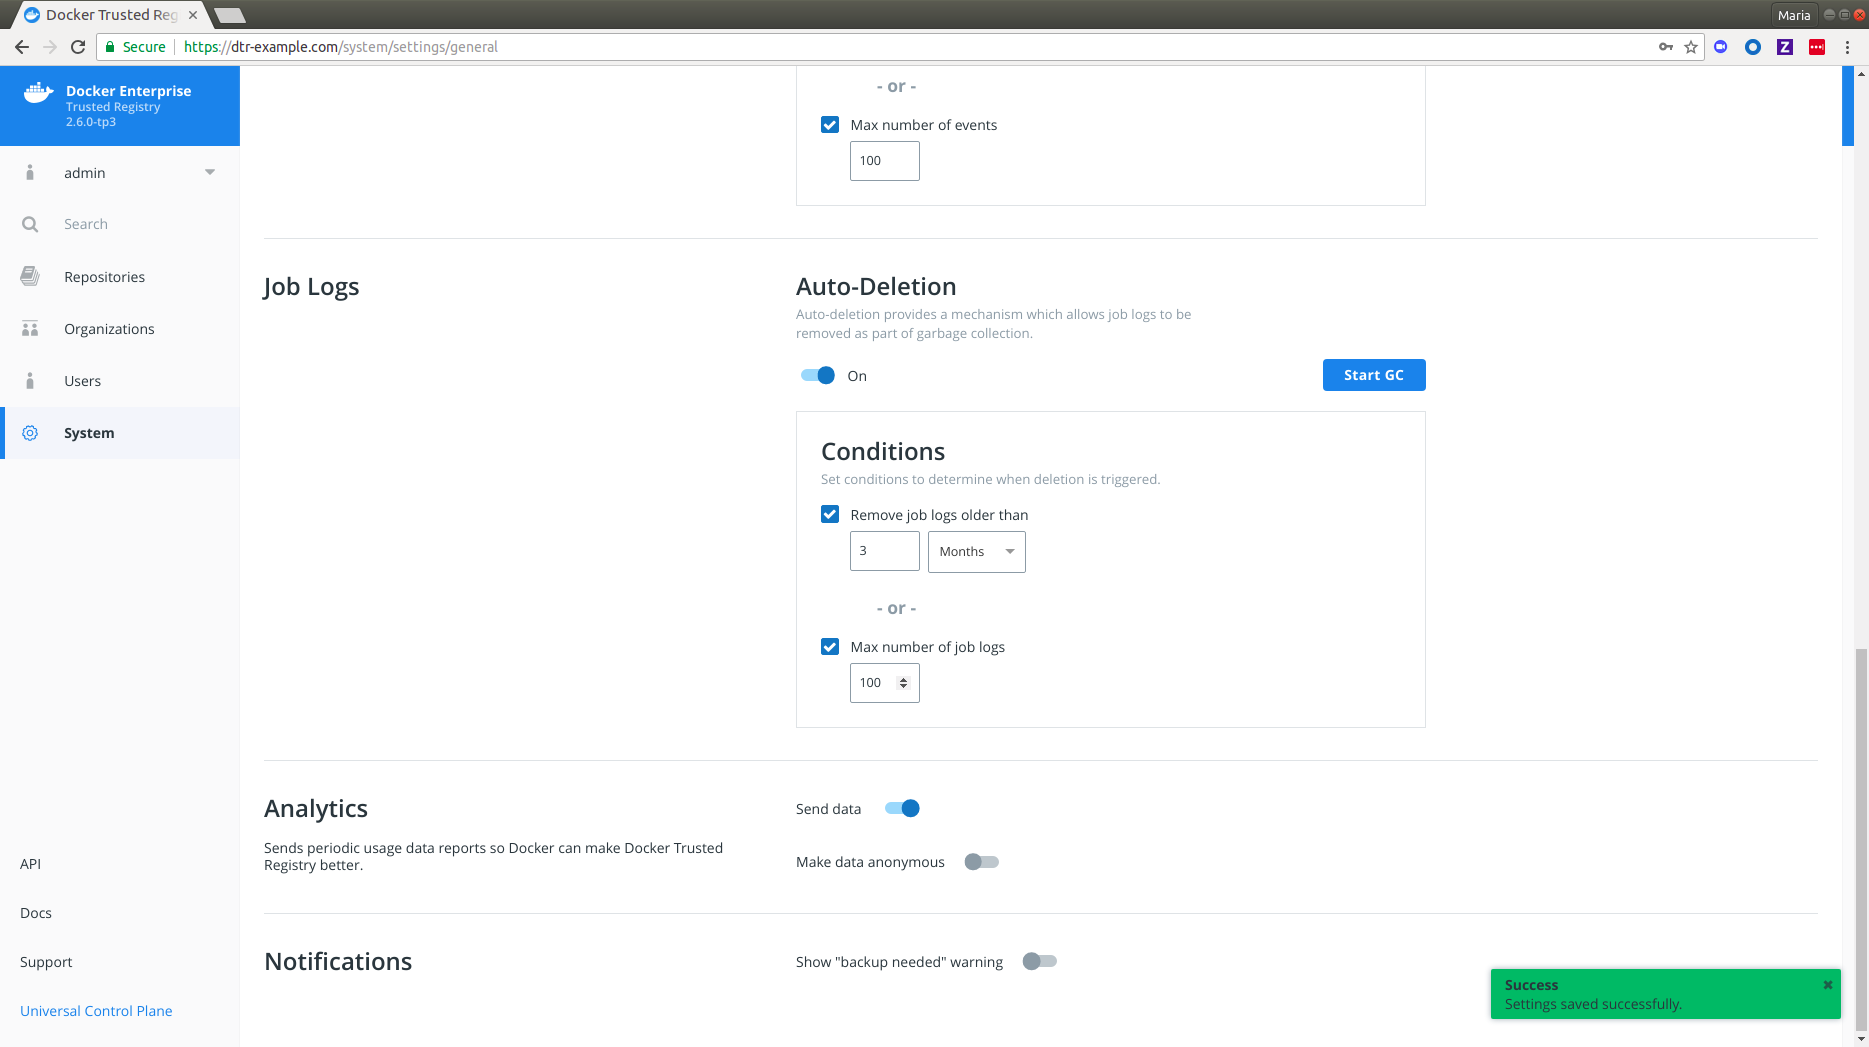 Docker Trusted Reg
Maria
Secure
https://dtr-example.com/system/settings/general
Docker Enterprise
Trusted Registry
2.6.0-tp3
admin
Search
Repositories
Organizations
Users
System
API
Docs
Support
Universal Control Plane
- or -
Max number of events
100
Job Logs
Auto-Deletion
Auto-deletion provides a mechanism which allows job logs to be
removed as part of garbage collection.
On
Start GC
Conditions
Set conditions to determine when deletion is triggered.
Remove job logs older than
3
Months
- or -
Max number of job logs
100
Analytics
Sends periodic usage data reports so Docker can make Docker Trusted
Registry better.
Send data
Make data anonymous
Notifications
Show "backup needed" warning
Success
Settings saved successfully.